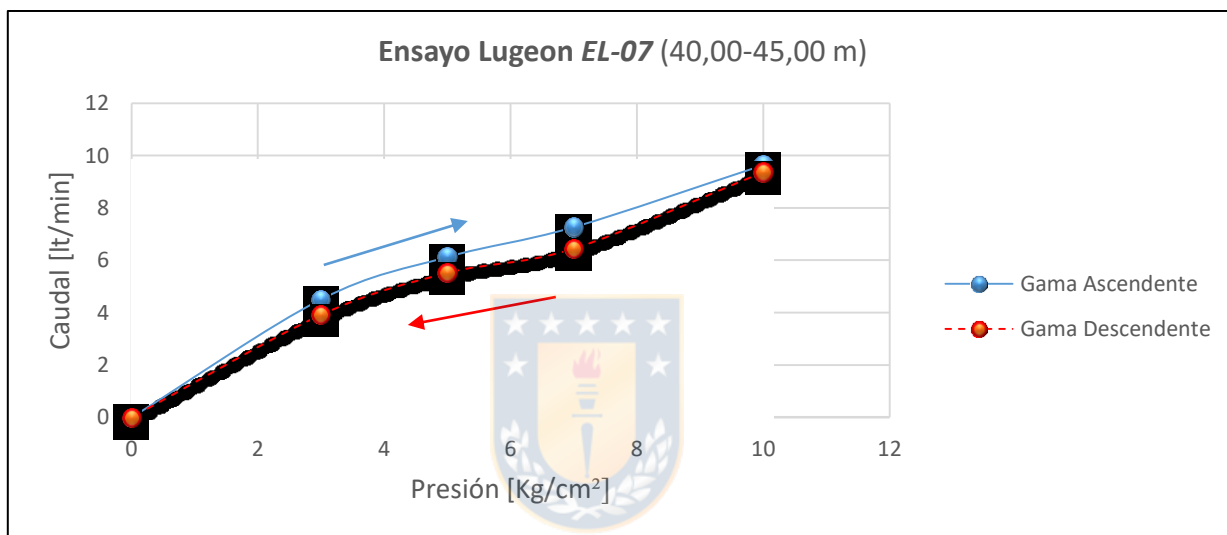 Ensayo Lugeon EL-07 (40,00-45,00 m)
12
10
8
6
4
2
0
Caudal [lt/min]
0 2 4 6 8 10 12
Presión [Kg/cm²]
Gama Ascendente
Gama Descendente